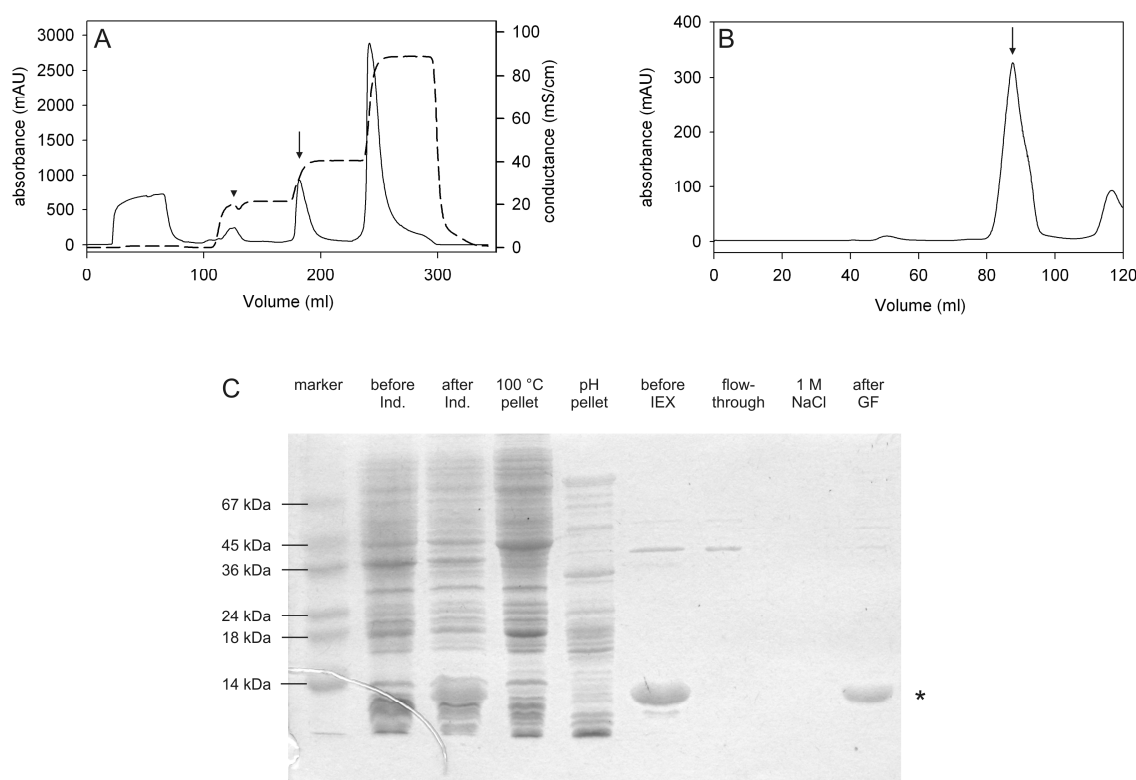 A
absorbance (mAU)
3000
2500
2000
1500
1000
500
0
100
80
60
40
20
0
conductance (mS/cm)
0 100 200 300
Volume (ml)
B
absorbance (mAU)
400
300
200
100
0
0 20 40 60 80 100 120
Volume (ml)
C
marker before after 100 °C pH before flow- 1 M after
Ind. Ind. pellet pellet IEX through NaCl GF
67 kDa
45 kDa
36 kDa
24 kDa
18 kDa
14 kDa
*